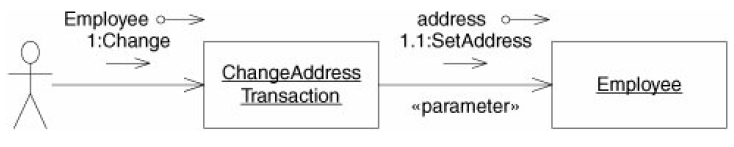 Employee
1:Change
ChangeAddress
Transaction
address
1.1:SetAddress
«parameter»
Employee